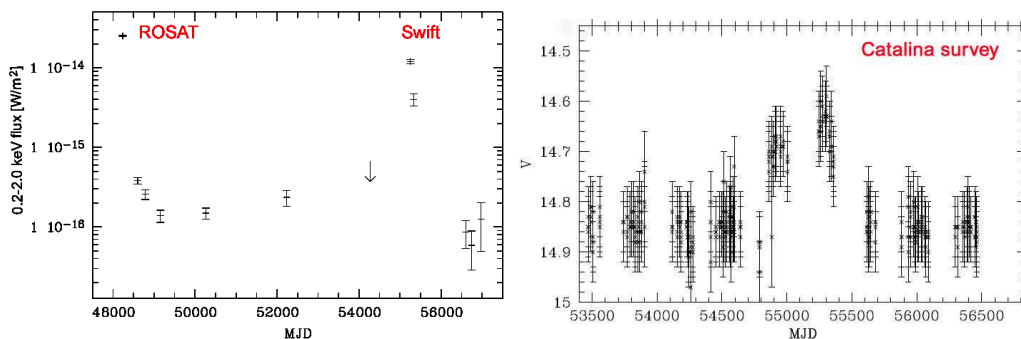 ROSAT
Swift
1 10⁻¹⁴
1 10⁻¹⁵
1 10⁻¹⁶
0.2-2.0 keV flux [W/m²]
48000 50000 52000 54000 56000
MJD
Catalina survey
14.5
14.6
14.7
14.8
14.9
15
V
53500 54000 54500 55000 55500 56000 56500
MJD